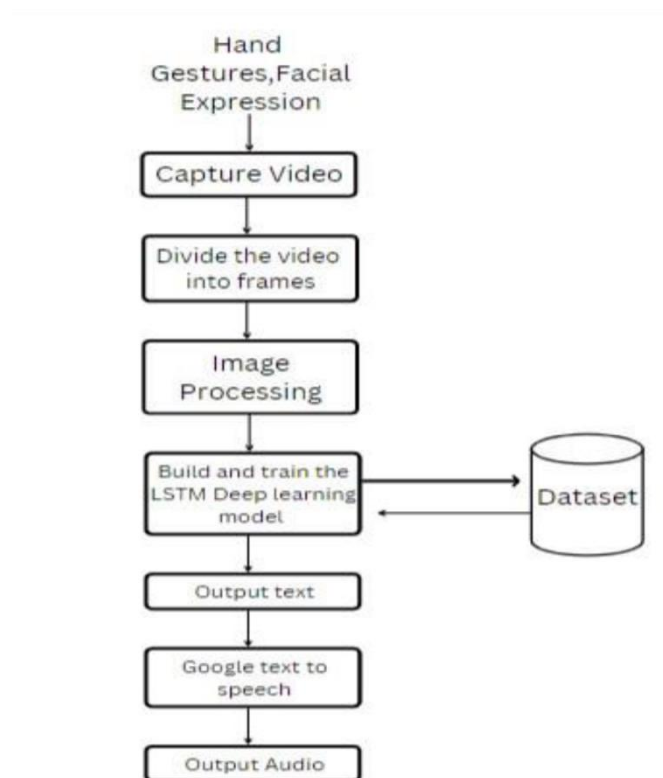 Hand
Gestures,Facial
Expression
Capture Video
Divide the video
into frames
Image
Processing
Build and train the
LSTM Deep learning
model
Dataset
Output text
Google text to
speech
Output Audio